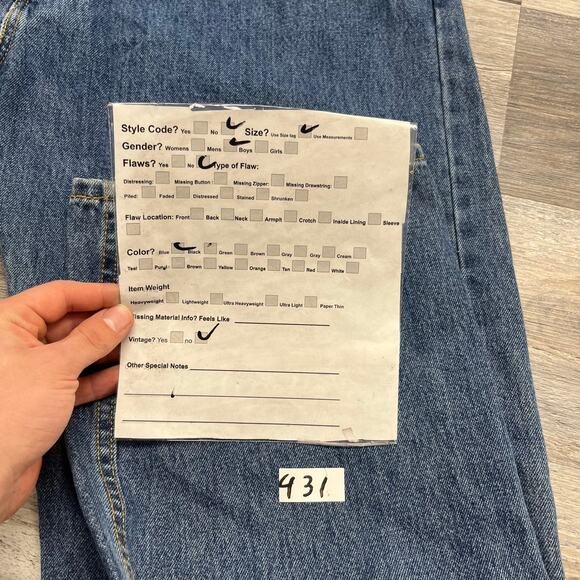 Style Code? Yes No Size? Use Size tag Use Measurements
Gender? Womens Mens Boys Girls
Flaws? Yes No Type of Flaw:
Distressing: Missing Button: Missing Zipper: Missing Drawstring:
Piled: Faded Distressed Stained Shrunken
Flaw Location: Front Back Neck Armpit Crotch Inside Lining Sleeve
Color? Blue Black Green Brown Gray Gray Cream
Teal Purpl Brown Yellow Orange Tan Red White
Item Weight
Heavyweight Lightweight Ultra Heavyweight Ultra Light Paper Thin
Missing Material Info? Feels Like
Vintage? Yes no
Other Special Notes
431